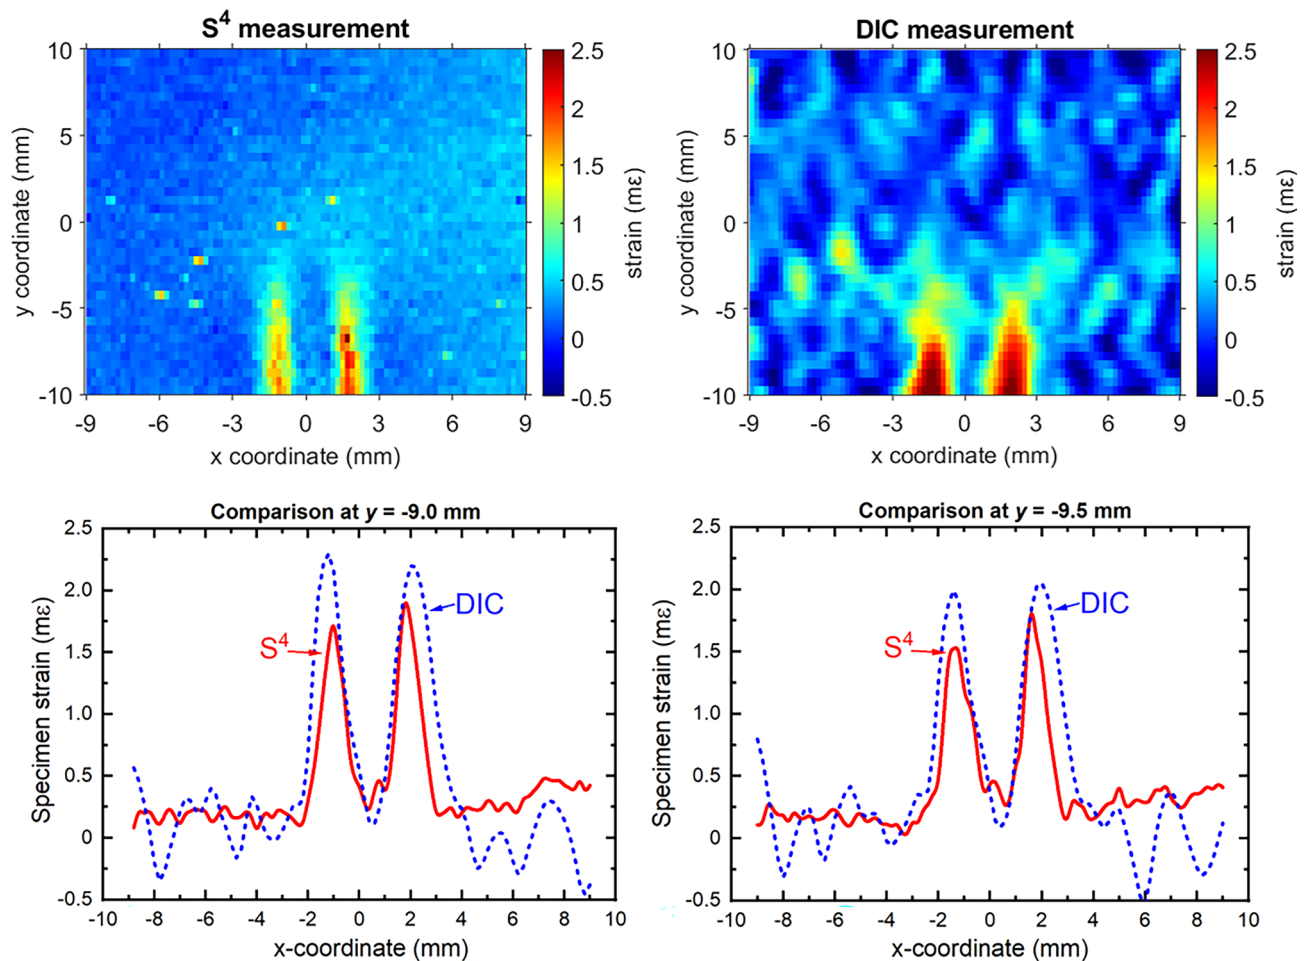 S⁴ measurement
10
5
0
-5
-10
y coordinate (mm)
-9 -6 -3 0 3 6 9
x coordinate (mm)
2.5
2
1.5
1
0.5
0
-0.5
strain (mε)
DIC measurement
10
5
0
-5
-10
y coordinate (mm)
-9 -6 -3 0 3 6 9
x coordinate (mm)
2.5
2
1.5
1
0.5
0
-0.5
strain (mε)
Comparison at y = -9.0 mm
2.5
2.0
1.5
1.0
0.5
0
-0.5
Specimen strain (mε)
S⁴
DIC
-10 -8 -6 -4 -2 0 2 4 6 8 10
x-coordinate (mm)
Comparison at y = -9.5 mm
2.5
2.0
1.5
1.0
0.5
0
-0.5
Specimen strain (mε)
S⁴
DIC
-10 -8 -6 -4 -2 0 2 4 6 8 10
x-coordinate (mm)